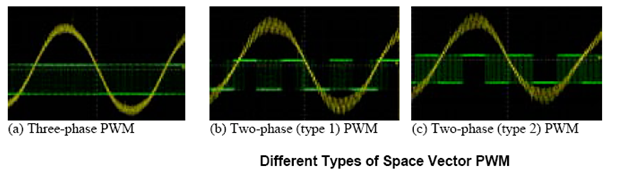 (a) Three-phase PWM
(b) Two-phase (type 1) PWM
(c) Two-phase (type 2) PWM
Different Types of Space Vector PWM